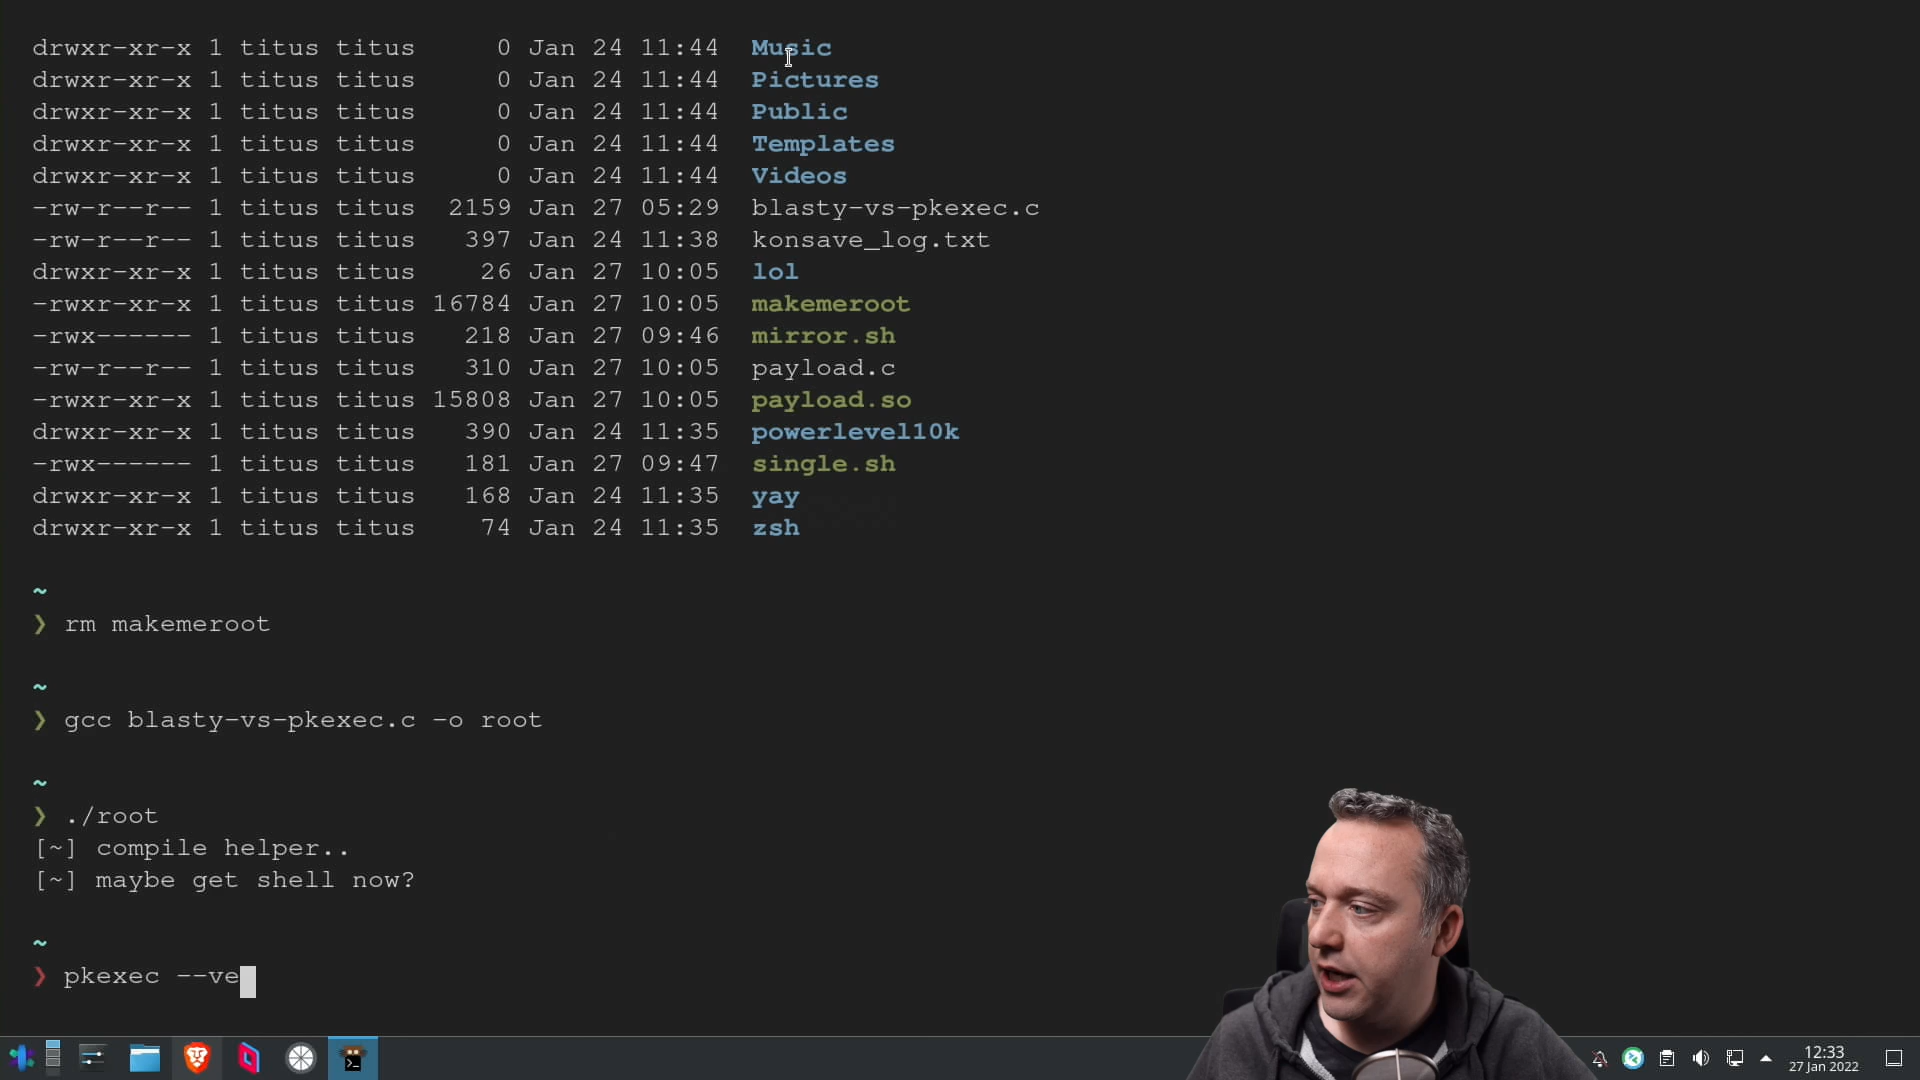 drwxr-xr-x 1 titus titus     0 Jan 24 11:44  Music
drwxr-xr-x 1 titus titus     0 Jan 24 11:44  Pictures
drwxr-xr-x 1 titus titus     0 Jan 24 11:44  Public
drwxr-xr-x 1 titus titus     0 Jan 24 11:44  Templates
drwxr-xr-x 1 titus titus     0 Jan 24 11:44  Videos
-rw-r--r-- 1 titus titus  2159 Jan 27 05:29  blasty-vs-pkexec.c
-rw-r--r-- 1 titus titus   397 Jan 24 11:38  konsave_log.txt
drwxr-xr-x 1 titus titus    26 Jan 27 10:05  lol
-rwxr-xr-x 1 titus titus 16784 Jan 27 10:05  makemeroot
-rwx------ 1 titus titus   218 Jan 27 09:46  mirror.sh
-rw-r--r-- 1 titus titus   310 Jan 27 10:05  payload.c
-rwxr-xr-x 1 titus titus 15808 Jan 27 10:05  payload.so
drwxr-xr-x 1 titus titus   390 Jan 24 11:35  powerlevel10k
-rwx------ 1 titus titus   181 Jan 27 09:47  single.sh
drwxr-xr-x 1 titus titus   168 Jan 24 11:35  yay
drwxr-xr-x 1 titus titus    74 Jan 24 11:35  zsh
~
❯ rm makemeroot
~
❯ gcc blasty-vs-pkexec.c -o root
~
❯ ./root
[~] compile helper..
[~] maybe get shell now?
~
❯ pkexec --ve
12:33
27 Jan 2022